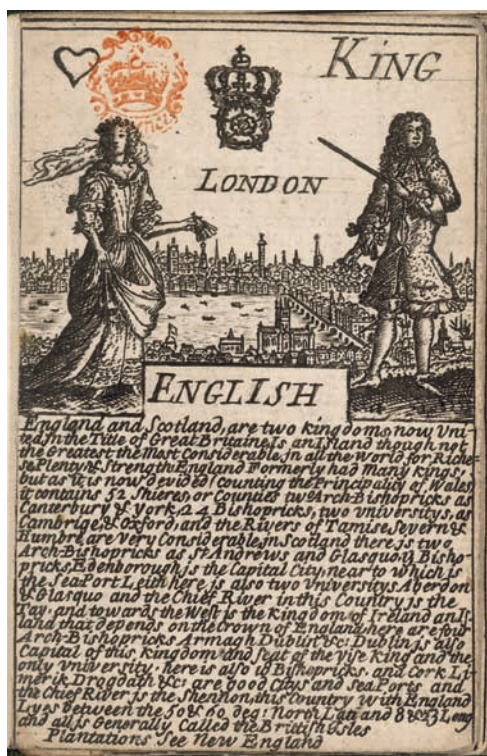 KING
LONDON
ENGLISH
England and Scotland, are two kingdoms, now Uni-
ted in the Title of Great Britaine Is an Island though not
the Greatest the Most Considerable in all the World, for Riche-
se Plenty & Strength England Formerly had Many kings,
but as it is now devided (counting the Principality of Wales
it contains 52 Shieres, or Counties two Arch-Bishopricks as
Canterbury & York, 24 Bishopricks, two Vniversitys, as
Cambrige, & Oxford, and the Rivers of Tamise, Severn &
Humbre are Very Considerable, in Scotland there is two
Arch-Bishopricks as St Andrews and Glasquo, Bisho-
pricks, Edenborough is the Capital City, near to which is
the Sea Port Leith here is also two Vniversitys Aberdon
& Glasquo and the Chief River in this Country is the
Tay. and towards the West is the Kingdom of Ireland an Is-
land that depends on the Crown of England, here are four
Arch-Bishopricks Armagh Dublin &c: Dublin is also
Capital of this kingdom and Seat of the Vise King and the
only Vniversity. here is also Bishopricks. and Cork Li-
merik Drogdath &c: are good Citys and Sea Ports and
the Chief River is the Shenhon, this Country with England
Lyes between the 50 & 60 deg: North Lati: and 8 & 23 Long
and all is Generally Called the British Isles
Plantations See New England